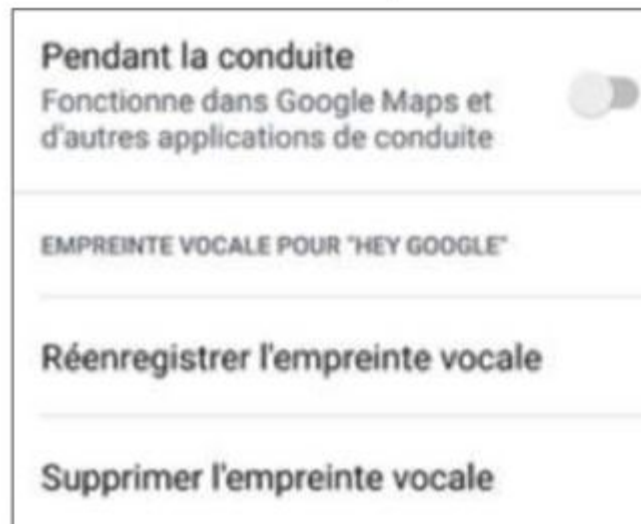 Pendant la conduite
Fonctionne dans Google Maps et
d'autres applications de conduite
EMPREINTE VOCALE POUR "HEY GOOGLE"
Réenregistrer l'empreinte vocale
Supprimer l'empreinte vocale